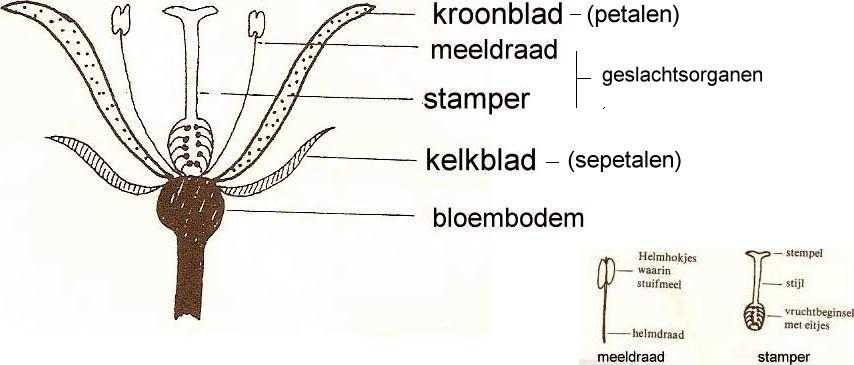 kroonblad – (petalen)
meeldraad
geslachtsorganen
stamper
kelkblad – (sepetalen)
bloembodem
Helmhokjes
waarin
stuifmeel
helmdraad
meeldraad
stempel
stijl
vruchtbeginsel
met eitjes
stamper